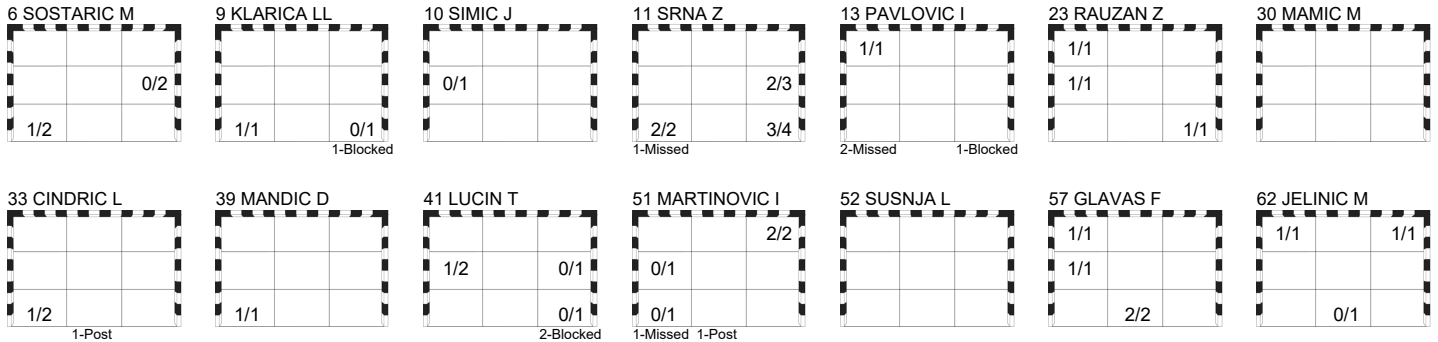 6 SOSTARIC M 9 KLARICA LL 10 SIMIC J 11 SRNA Z 13 PAVLOVIC I 23 RAUZAN Z 30 MAMIC M
1/1 1/1
0/2 0/1 2/3 1/1
1/2 1/1 0/1 2/2 3/4 1/1
1-Blocked 1-Missed 2-Missed 1-Blocked
33 CINDRIC L 39 MANDIC D 41 LUCIN T 51 MARTINOVIC I 52 SUSNJA L 57 GLAVAS F 62 JELINIC M
2/2 1/1 1/1 1/1
1/2 0/1 0/1 1/1
1/2 1/1 0/1 0/1 2/2 0/1
1-Post 2-Blocked 1-Missed 1-Post